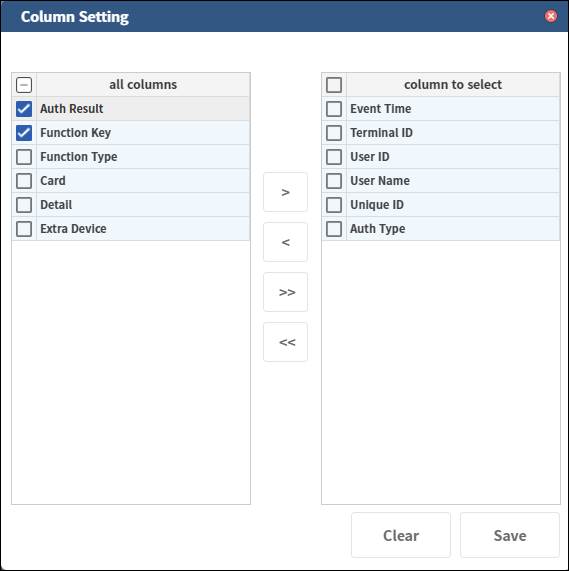 Column Setting
all columns
Auth Result
Function Key
Function Type
Card
Detail
Extra Device
>
<
>>
<<
column to select
Event Time
Terminal ID
User ID
User Name
Unique ID
Auth Type
Clear
Save